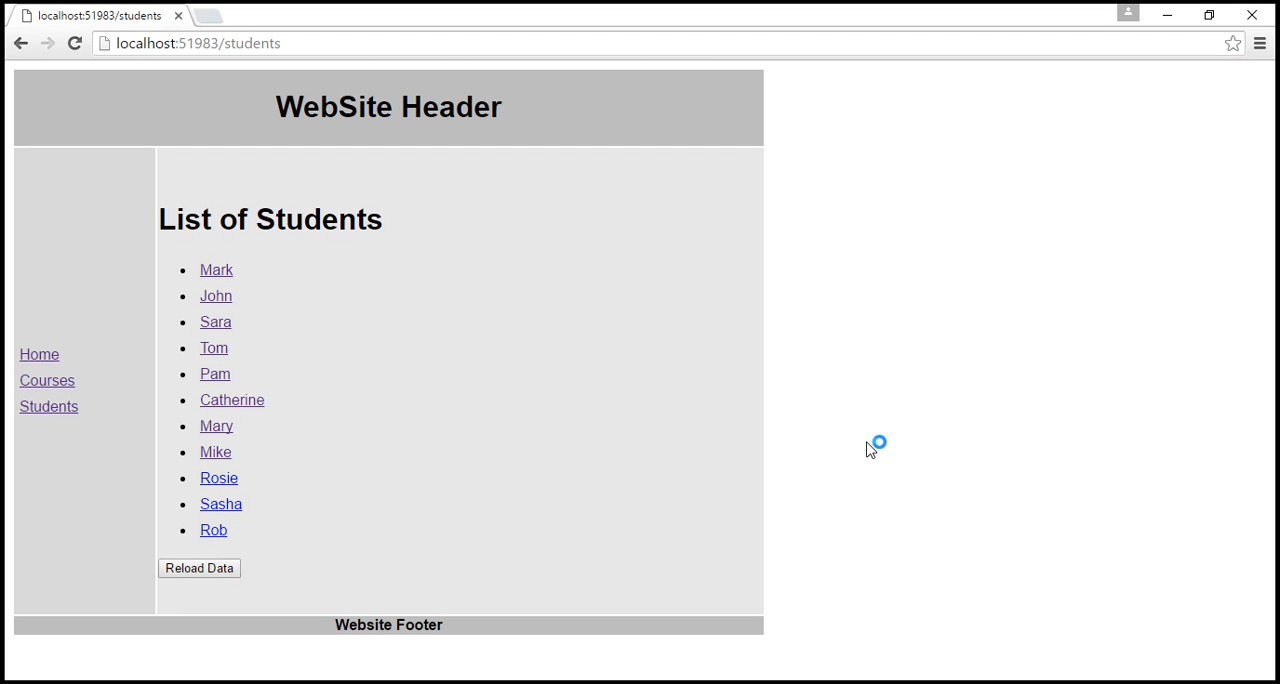 localhost:51983/students
localhost:51983/students
WebSite Header
List of Students
Mark
John
Sara
Tom
Pam
Catherine
Mary
Mike
Rosie
Sasha
Rob
Reload Data
Home
Courses
Students
Website Footer